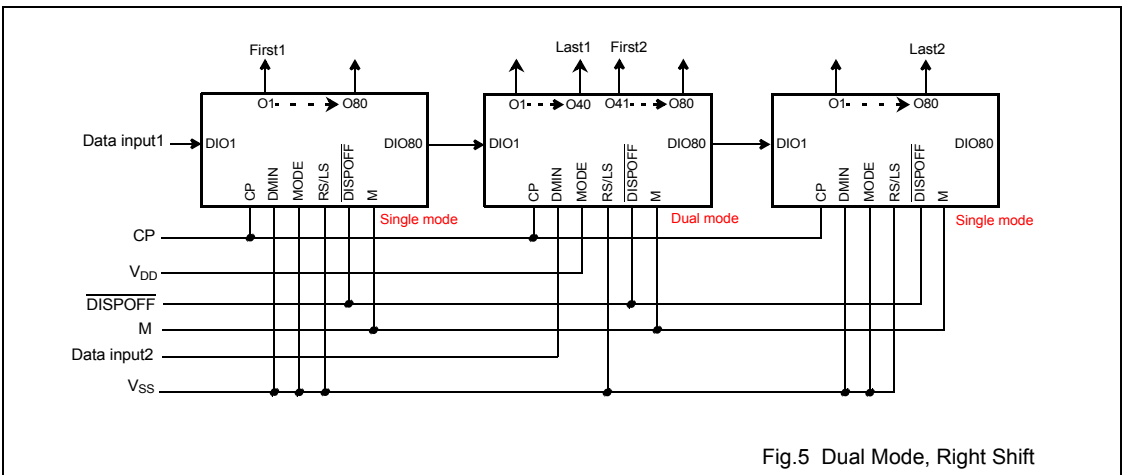 First1 Last1 First2 Last2
O1 O80 O1 O40 O41 O80 O1 O80
Data input1 DIO1 DIO80 DIO1 DIO80 DIO1 DIO80
CP DMIN MODE RS/LS DISPOFF M CP DMIN MODE RS/LS DISPOFF M CP DMIN MODE RS/LS DISPOFF M
Single mode Dual mode Single mode
CP
VDD
DISPOFF
M
Data input2
VSS
Fig.5 Dual Mode, Right Shift